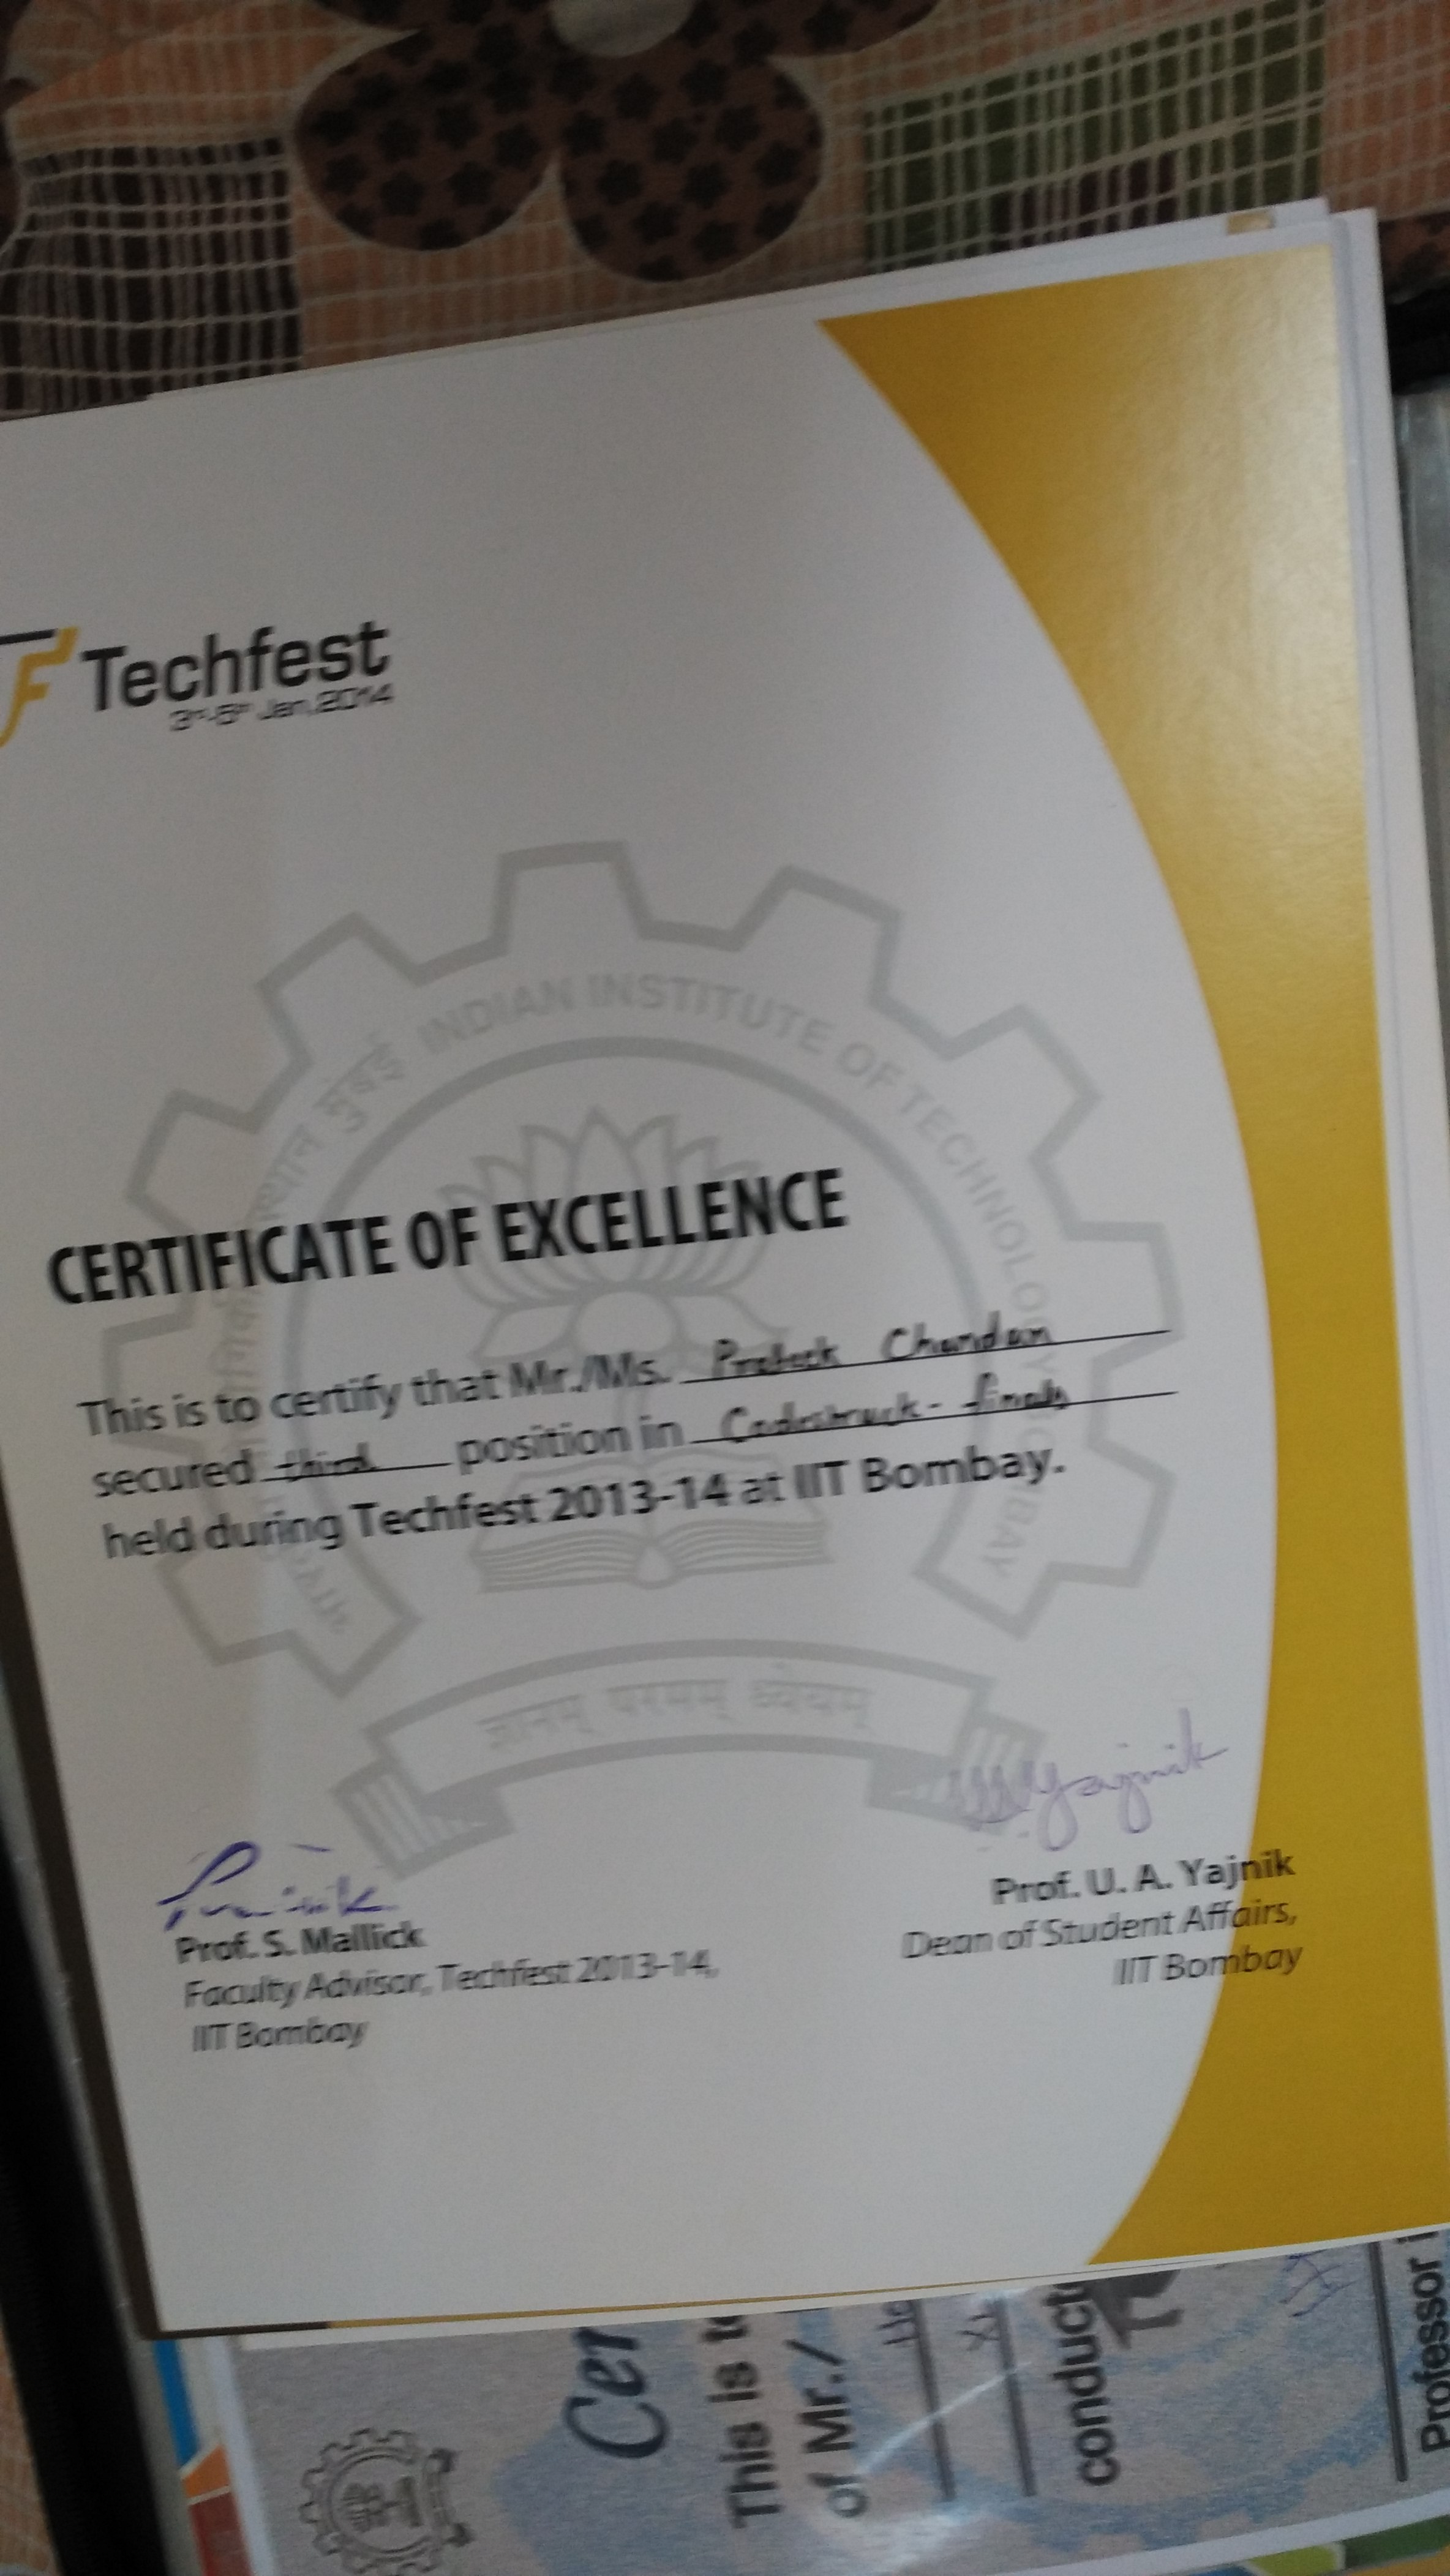 Techfest
3rd-6th Jan, 2014
INDIAN INSTITUTE OF TECHNOLOGY BOMBAY
मुंबई
CERTIFICATE OF EXCELLENCE
This is to certify that Mr./Ms. Prateek Chandan
secured third position in Codestruck - finals
held during Techfest 2013-14 at IIT Bombay.
ज्ञानम् परमम् ध्येयम्
Yajnik
Prof. S. Mallick
Faculty Advisor, Techfest 2013-14,
IIT Bombay
Prof. U. A. Yajnik
Dean of Student Affairs,
IIT Bombay
Cer
This is to
of Mr./
conduct
Professor i